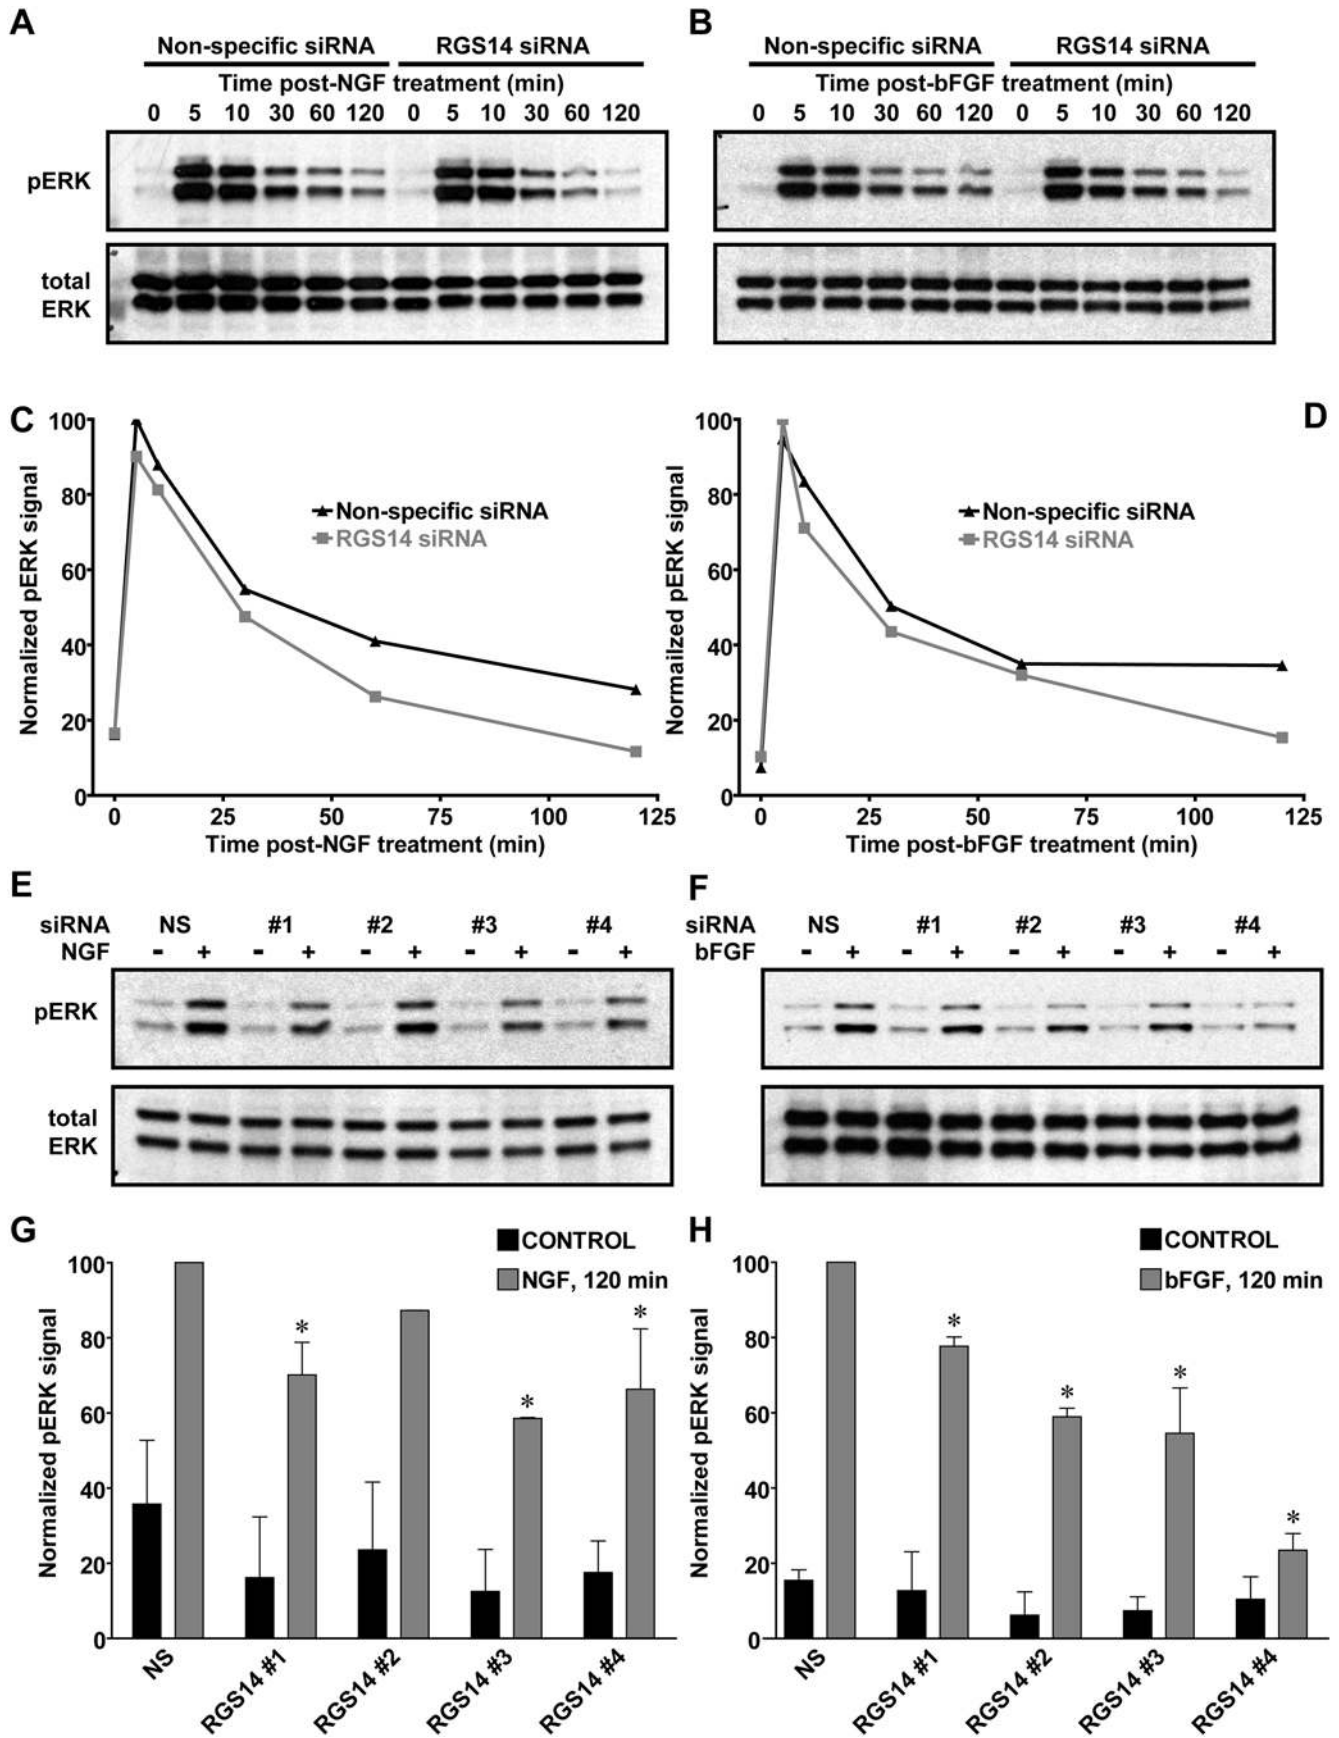 A
Non-specific siRNA RGS14 siRNA
Time post-NGF treatment (min)
0 5 10 30 60 120 0 5 10 30 60 120
pERK
total
ERK
B
Non-specific siRNA RGS14 siRNA
Time post-bFGF treatment (min)
0 5 10 30 60 120 0 5 10 30 60 120
C
Normalized pERK signal
100
80
60
40
20
0
Non-specific siRNA
RGS14 siRNA
0 25 50 75 100 125
Time post-NGF treatment (min)
D
Normailzed pERK signal
100
80
60
40
20
0
Non-specific siRNA
RGS14 siRNA
0 25 50 75 100 125
Time post-bFGF treatment (min)
E
siRNA NS #1 #2 #3 #4
NGF - + - + - + - + - +
pERK
total
ERK
F
siRNA NS #1 #2 #3 #4
bFGF - + - + - + - + - +
G
CONTROL
NGF, 120 min
Normalized pERK signal
100
80
60
40
20
0
* * *
NS RGS14 #1 RGS14 #2 RGS14 #3 RGS14 #4
H
CONTROL
bFGF, 120 min
Normalized pERK signal
100
80
60
40
20
0
* * * *
NS RGS14 #1 RGS14 #2 RGS14 #3 RGS14 #4